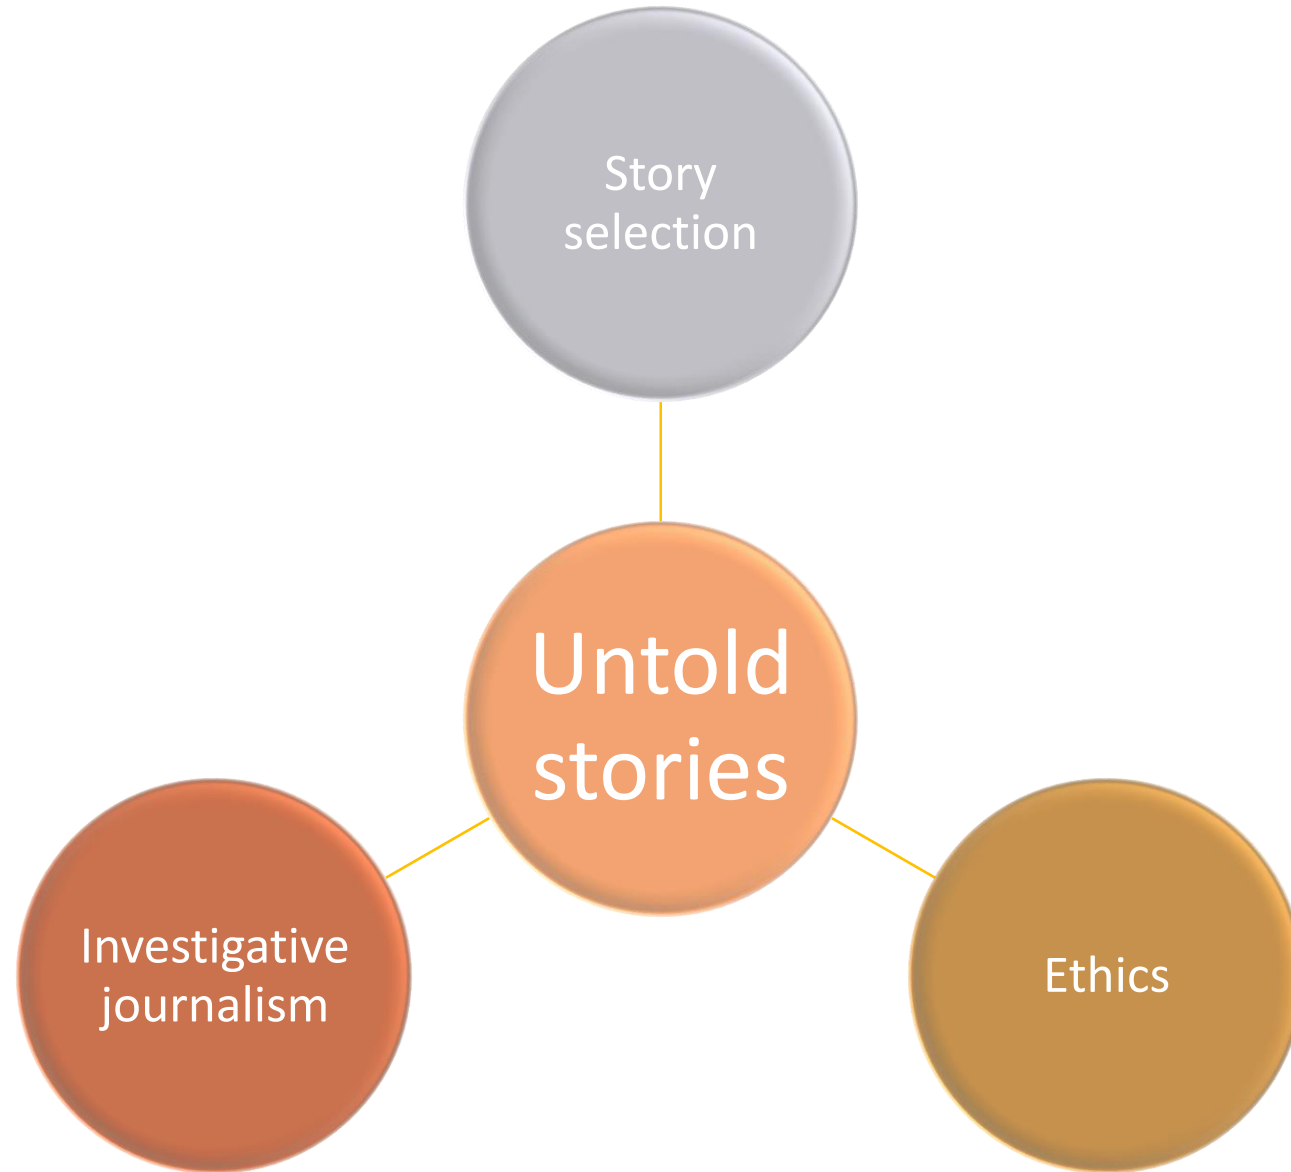 Story
selection
Untold
stories
Investigative
journalism
Ethics